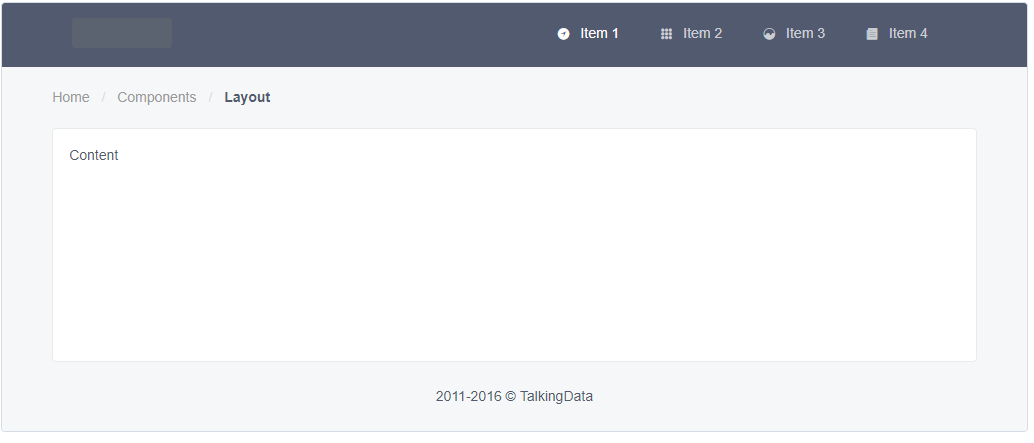 Item 1 Item 2 Item 3 Item 4
Home / Components / Layout
Content
2011-2016 © TalkingData